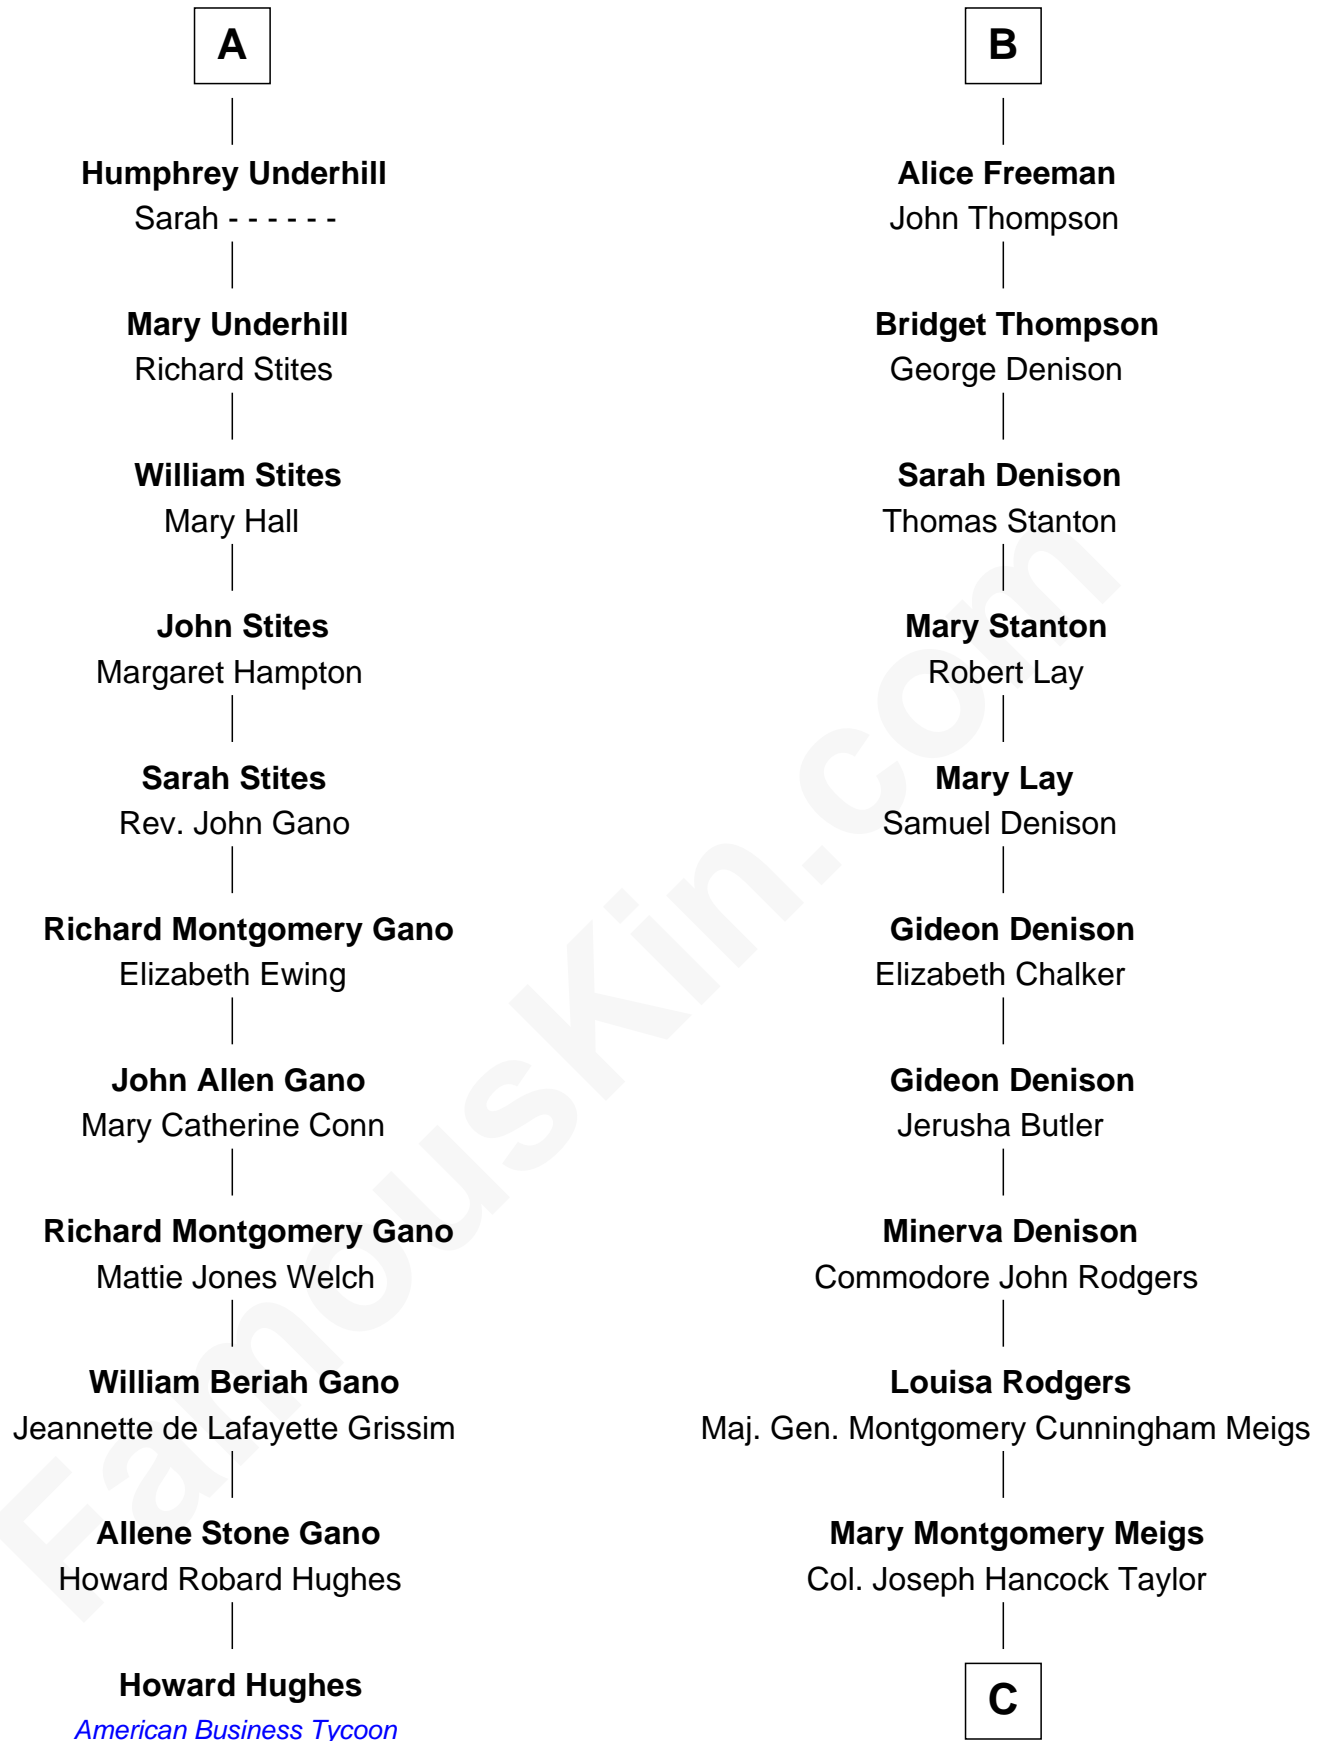 A
Humphrey Underhill
Sarah - - - - - -
Mary Underhill
Richard Stites
William Stites
Mary Hall
John Stites
Margaret Hampton
Sarah Stites
Rev. John Gano
Richard Montgomery Gano
Elizabeth Ewing
John Allen Gano
Mary Catherine Conn
Richard Montgomery Gano
Mattie Jones Welch
William Beriah Gano
Jeannette de Lafayette Grissim
Allene Stone Gano
Howard Robard Hughes
Howard Hughes
American Business Tycoon
B
Alice Freeman
John Thompson
Bridget Thompson
George Denison
Sarah Denison
Thomas Stanton
Mary Stanton
Robert Lay
Mary Lay
Samuel Denison
Gideon Denison
Elizabeth Chalker
Gideon Denison
Jerusha Butler
Minerva Denison
Commodore John Rodgers
Louisa Rodgers
Maj. Gen. Montgomery Cunningham Meigs
Mary Montgomery Meigs
Col. Joseph Hancock Taylor
C
FamousKin.com